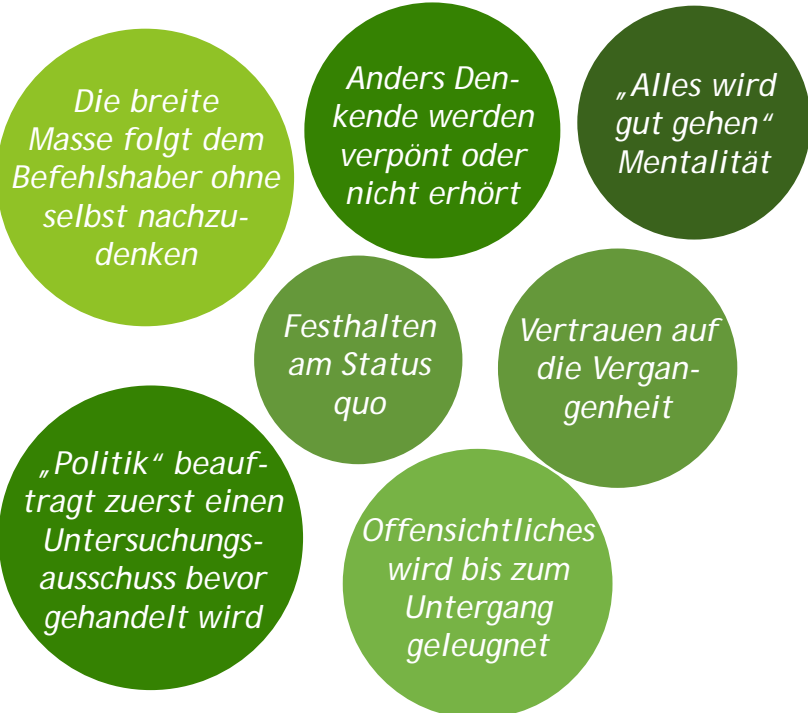 Die breite
Masse folgt dem
Befehlshaber ohne
selbst nachzu-
denken
Anders Den-
kende werden
verpönt oder
nicht erhört
„Alles wird
gut gehen“
Mentalität
Festhalten
am Status
quo
Vertrauen auf
die Vergan-
genheit
„Politik“ beauf-
tragt zuerst einen
Untersuchungs-
ausschuss bevor
gehandelt wird
Offensichtliches
wird bis zum
Untergang
geleugnet